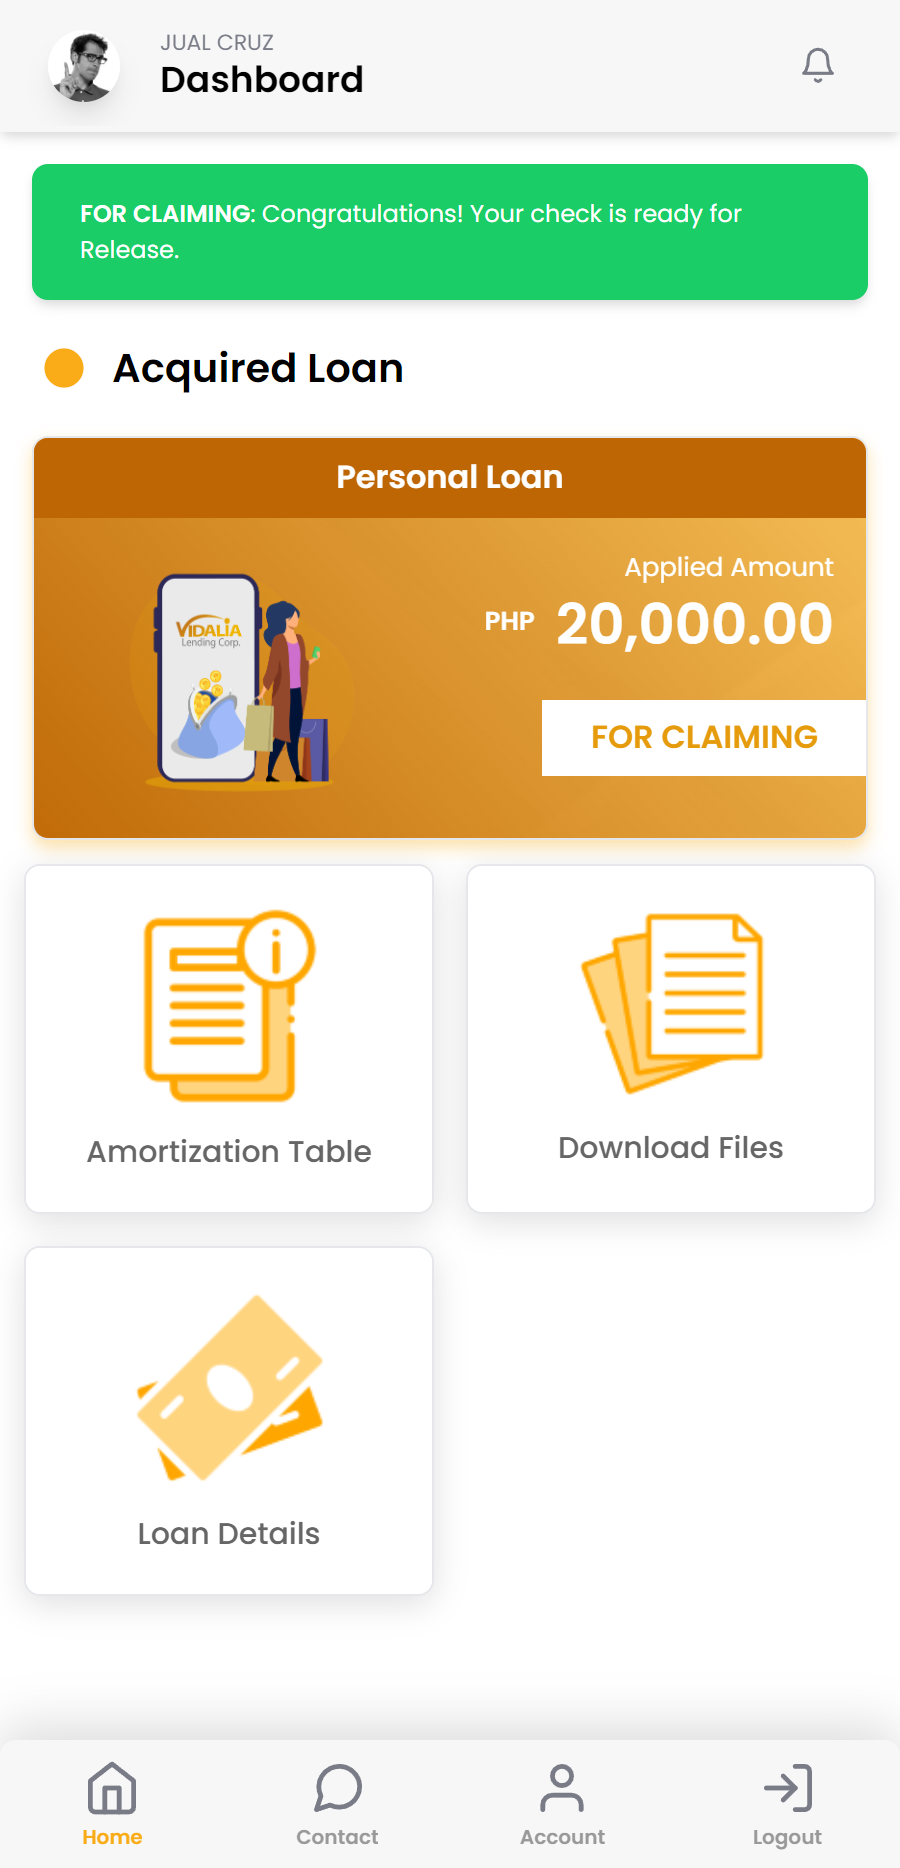 JUAL CRUZ
Dashboard
FOR CLAIMING: Congratulations! Your check is ready for
Release.
Acquired Loan
Personal Loan
Applied Amount
PHP 20,000.00
VIDALIA
Lending Corp.
FOR CLAIMING
Amortization Table
Download Files
Loan Details
Home
Contact
Account
Logout